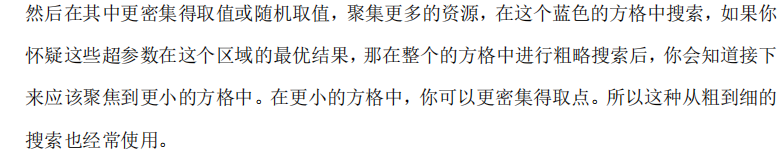 然后在其中更密集得取值或随机取值，聚集更多的资源，在这个蓝色的方格中搜索，如果你
怀疑这些超参数在这个区域的最优结果，那在整个的方格中进行粗略搜索后，你会知道接下
来应该聚焦到更小的方格中。在更小的方格中，你可以更密集得取点。所以这种从粗到细的
搜索也经常使用。